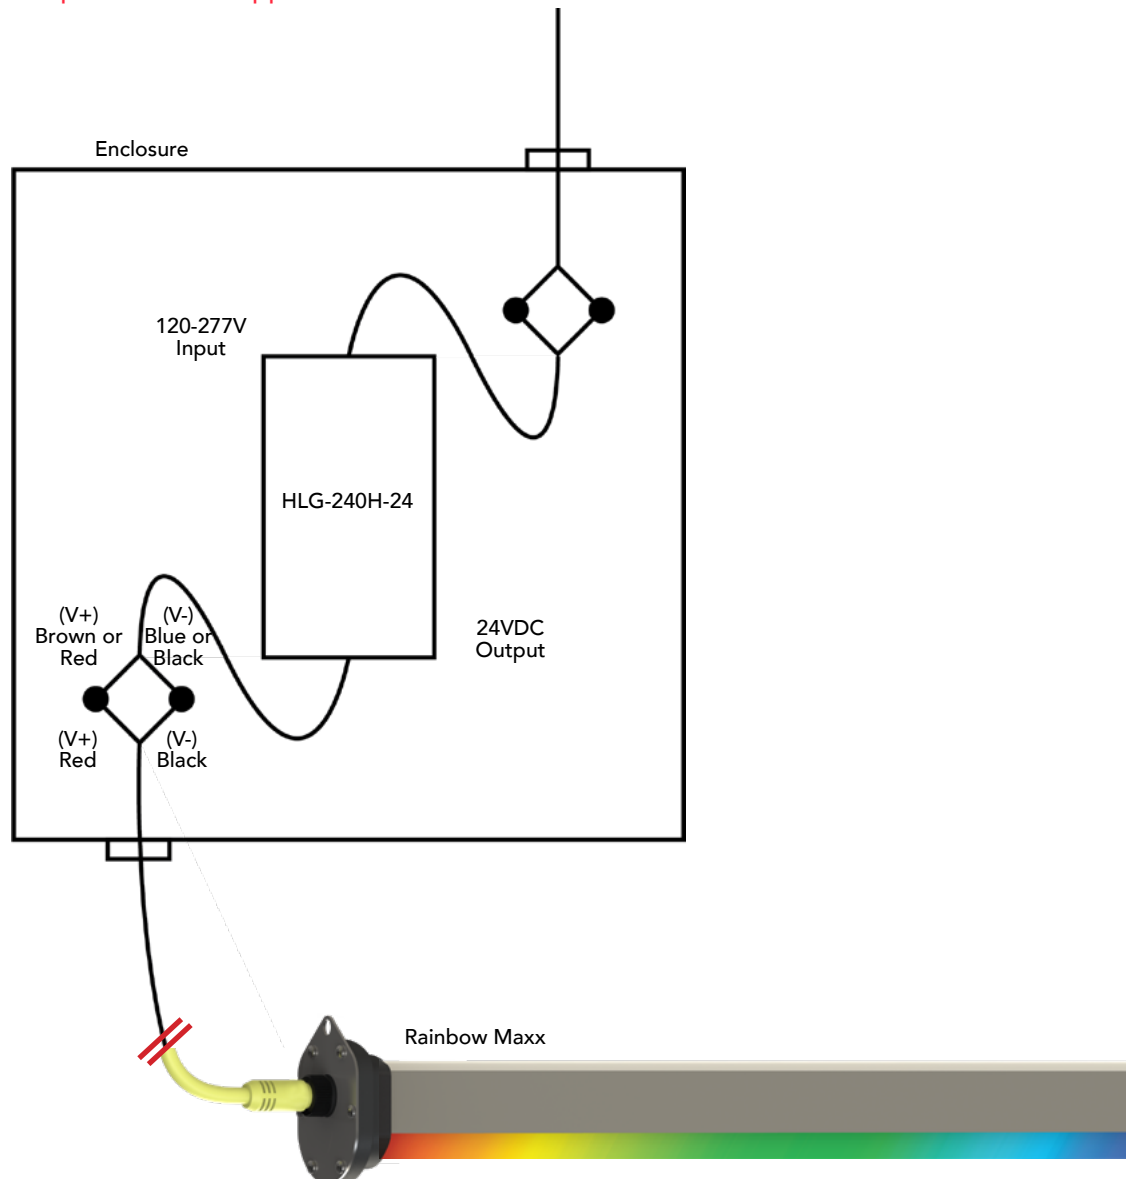 Enclosure
120-277V
Input
HLG-240H-24
(V+)
Brown or
Red
(V-)
Blue or
Black
24VDC
Output
(V+)
Red
(V-)
Black
Rainbow Maxx